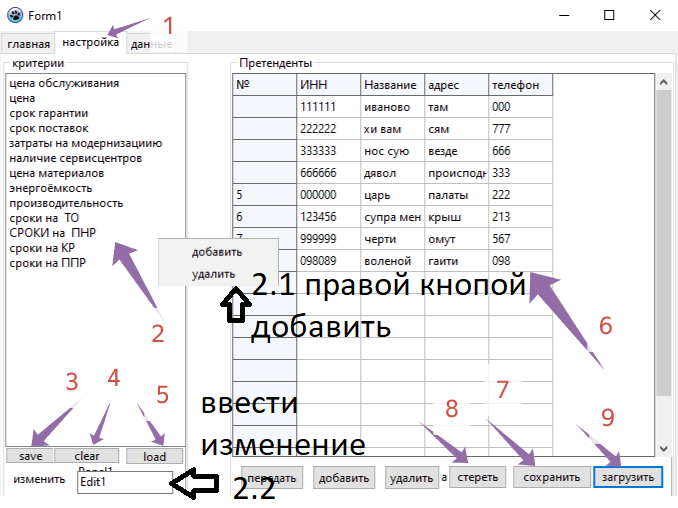 Form1
1
главная настройка данные
критерии
Претенденты
цена обслуживания
цена
срок гарантии
срок поставок
затраты на модернизациию
наличие сервисцентров
цена материалов
энергоёмкость
производительность
сроки на ТО
СРОКИ на ПНР
сроки на КР
сроки на ППР
№ ИНН Название адрес телефон
111111 иваново там 000
222222 хи вам сям 777
333333 нос сую везде 666
666666 дявол происподн 333
5 000000 царь палаты 222
6 123456 супра мен крыш 213
7 999999 черти омут 567
098089 воленой гаити 098
добавить
удалить
2.1 правой кнопой
добавить
2
6
3 4 5
ввести
изменение
8 7 9
save clear load
изменить Edit1
2.2
передать добавить удалить а стереть сохранить загрузить